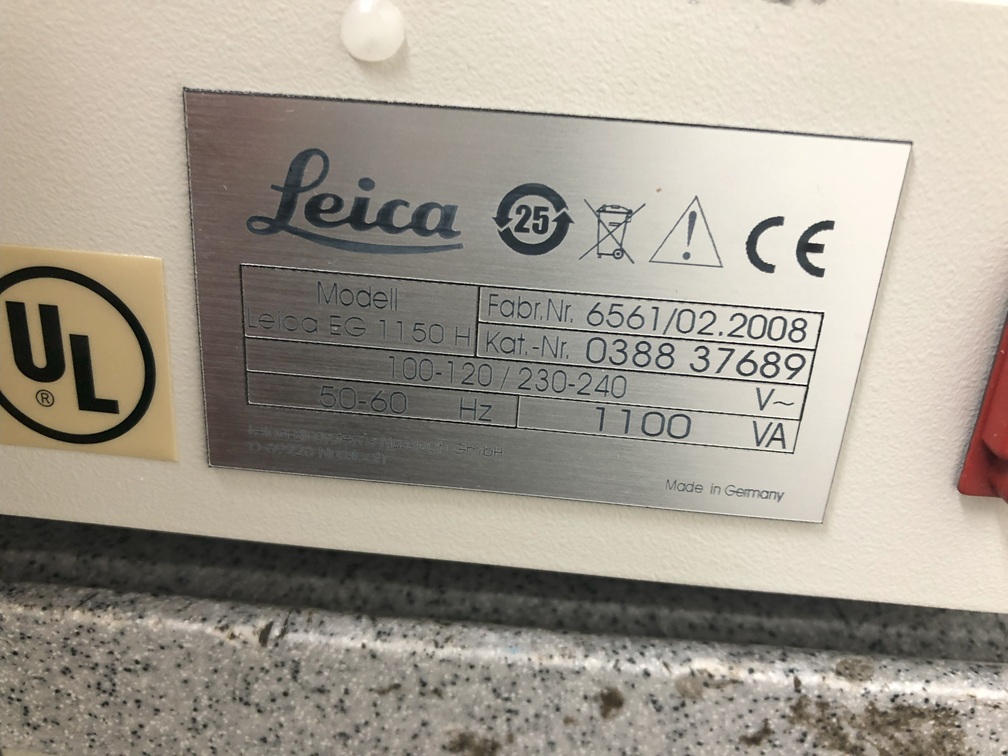 Leica
25
CE
Modell
Leica EG 1150 H
Fabr.Nr. 6561/02.2008
Kat.-Nr. 0388 37689
100-120 / 230-240 V~
50-60 Hz
1100 VA
GmbH
Made in Germany
UL
®